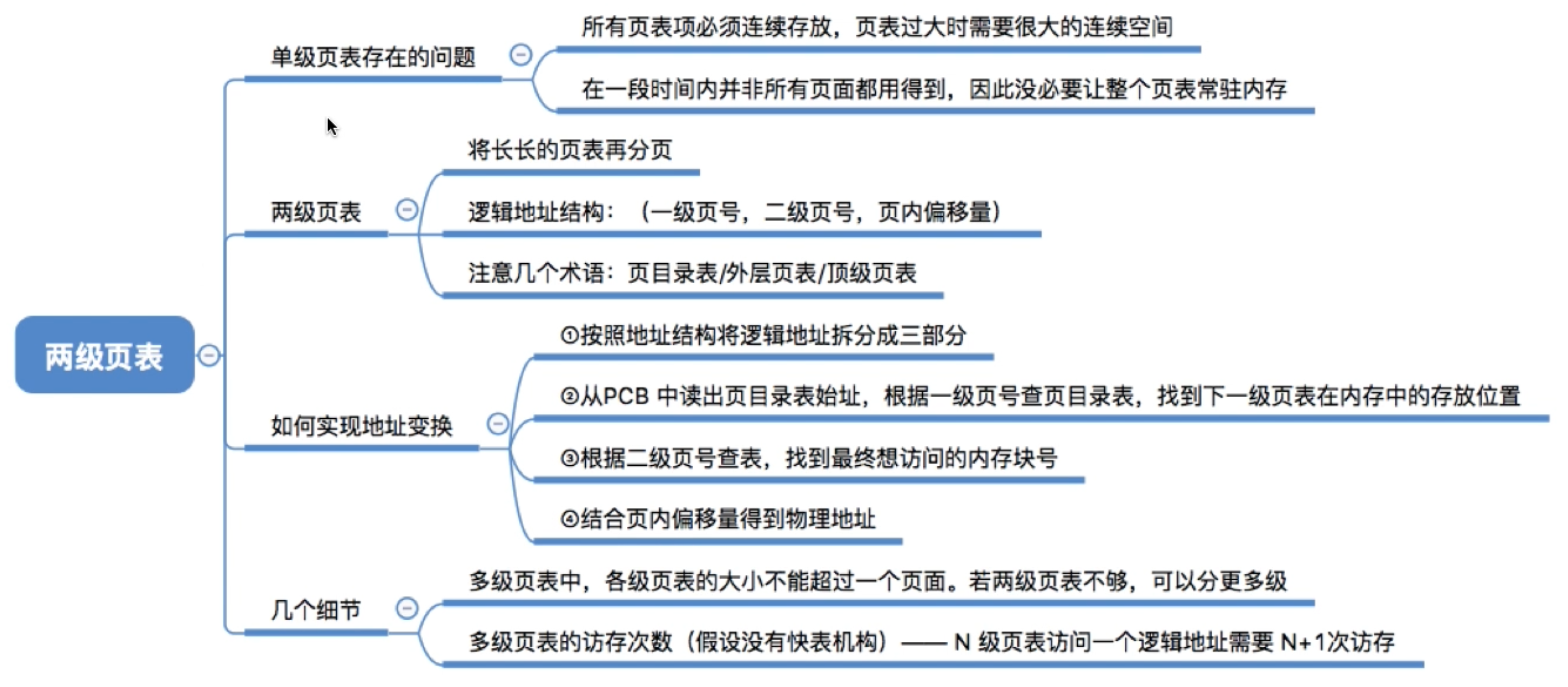 两级页表
单级页表存在的问题
所有页表项必须连续存放，页表过大时需要很大的连续空间
在一段时间内并非所有页面都用得到，因此没必要让整个页表常驻内存
两级页表
将长长的页表再分页
逻辑地址结构：（一级页号，二级页号，页内偏移量）
注意几个术语：页目录表/外层页表/顶级页表
如何实现地址变换
①按照地址结构将逻辑地址拆分成三部分
②从PCB 中读出页目录表始址，根据一级页号查页目录表，找到下一级页表在内存中的存放位置
③根据二级页号查表，找到最终想访问的内存块号
④结合页内偏移量得到物理地址
几个细节
多级页表中，各级页表的大小不能超过一个页面。若两级页表不够，可以分更多级
多级页表的访存次数（假设没有快表机构）—— N 级页表访问一个逻辑地址需要 N+1次访存